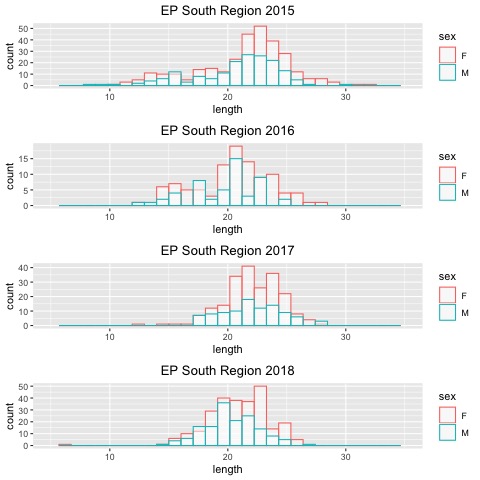 EP South Region 2015
count
50
40
30
20
10
0
10 20 30
length
sex
F
M
EP South Region 2016
count
15
10
5
0
10 20 30
length
sex
F
M
EP South Region 2017
count
40
30
20
10
0
10 20 30
length
sex
F
M
EP South Region 2018
count
50
40
30
20
10
0
10 20 30
length
sex
F
M